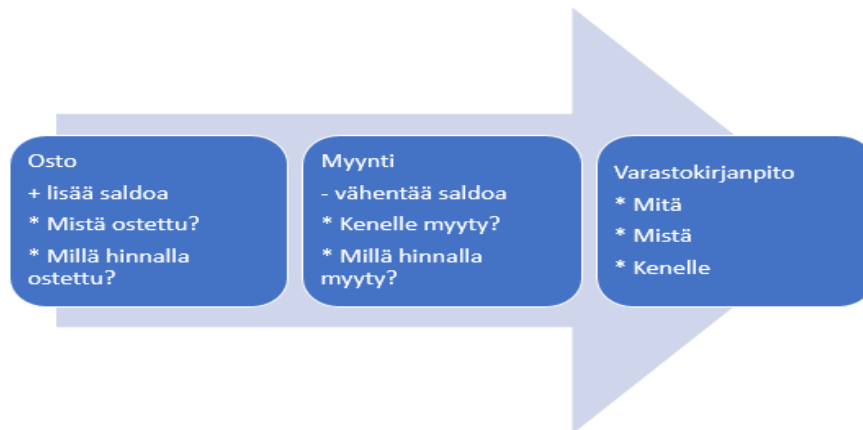 Osto
+ lisää saldoa
* Mistä ostettu?
* Millä hinnalla
ostettu?
Myynti
- vähentää saldoa
* Kenelle myyty?
* Millä hinnalla
myyty?
Varastokirjanpito
* Mitä
* Mistä
* Kenelle